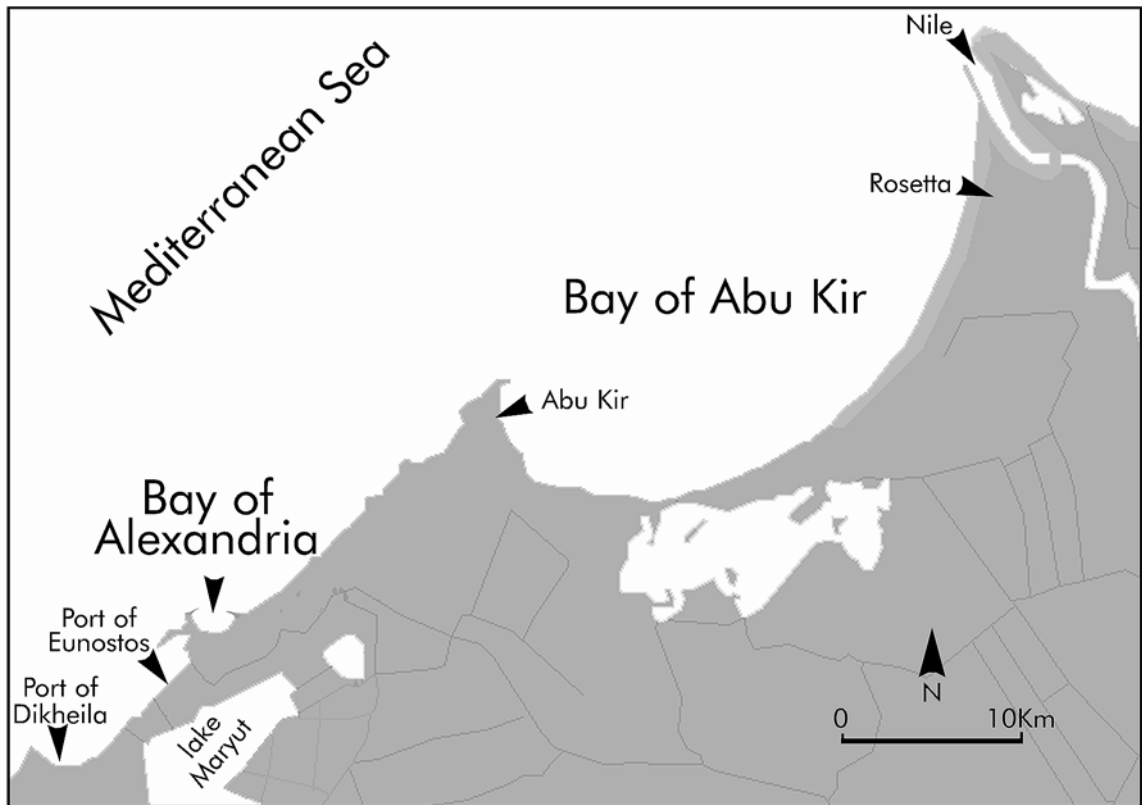 Nile
Mediterranean Sea
Rosetta
Bay of Abu Kir
Abu Kir
Bay of
Alexandria
Port of
Eunostos
Port of
Dikheila
lake
Maryut
N
0 10Km